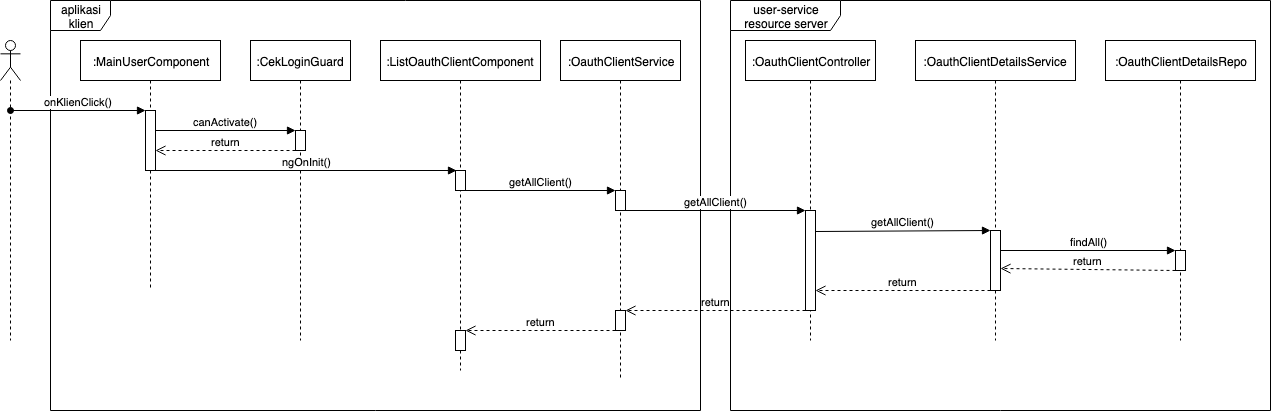 aplikasi
klien
user-service
resource server
:MainUserComponent
:CekLoginGuard
:ListOauthClientComponent
:OauthClientService
:OauthClientController
:OauthClientDetailsService
:OauthClientDetailsRepo
onKlienClick()
canActivate()
return
ngOnInit()
getAllClient()
getAllClient()
getAllClient()
findAll()
return
return
return
return